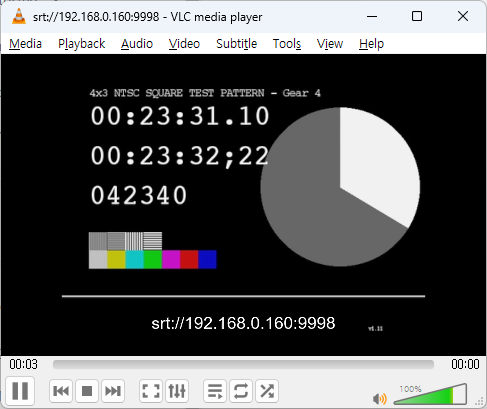 srt://192.168.0.160:9998 - VLC media player
Media Playback Audio Video Subtitle Tools View Help
4x3 NTSC SQUARE TEST PATTERN - Gear 4
00:23:31.10
00:23:32;22
042340
srt://192.168.0.160:9998
v1.11
00:03 00:00
100%